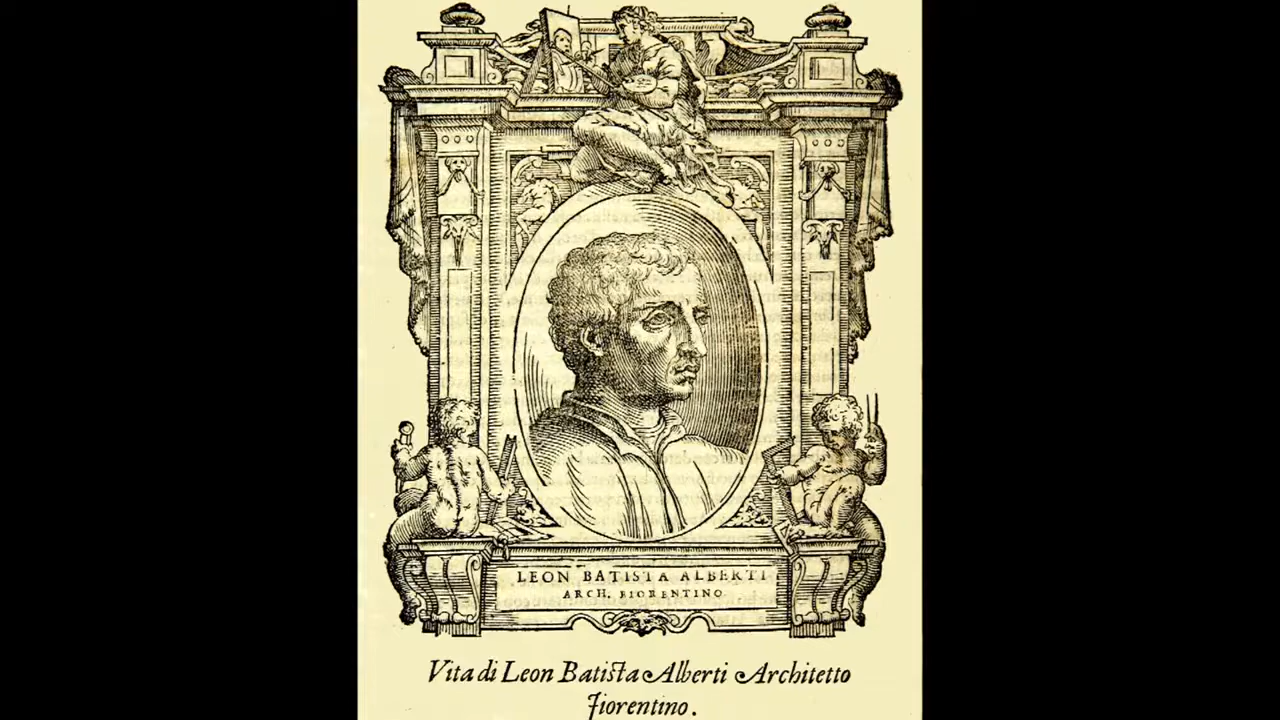 LEON BATISTA ALBERTI
ARCH. FIORENTINO
Vita di Leon Batista Alberti Architetto
Fiorentino.